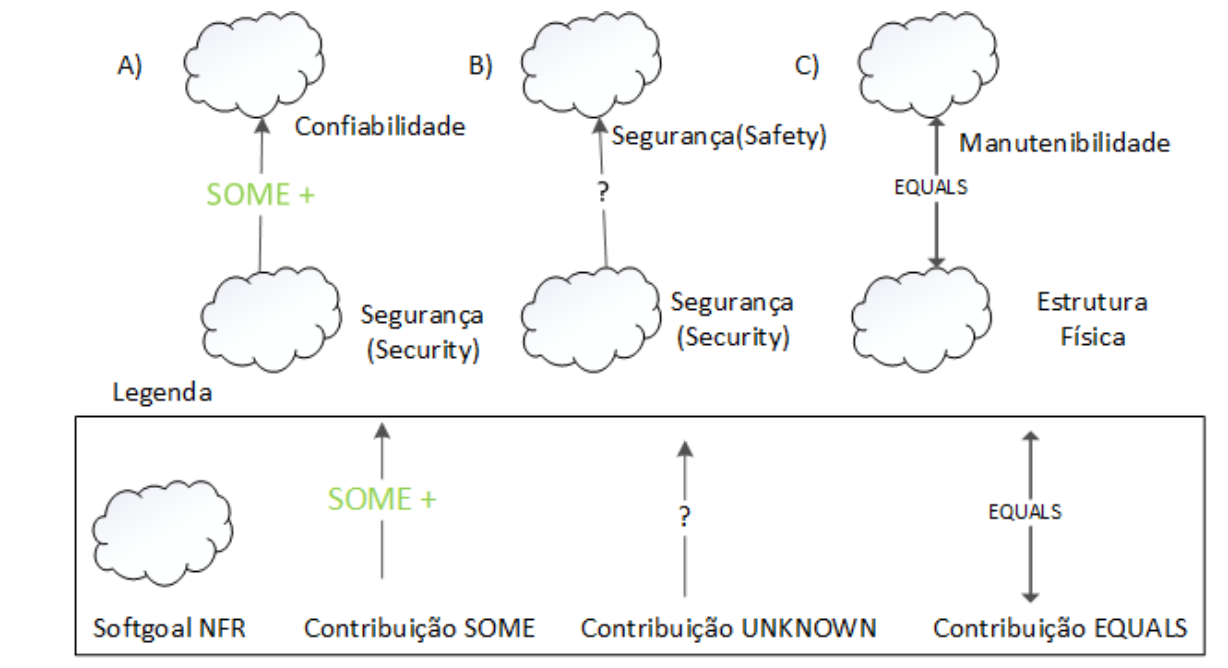 A)
Confiabilidade
SOME +
Segurança
(Security)
B)
Segurança(Safety)
?
Segurança
(Security)
C)
Manutenibilidade
EQUALS
Estrutura
Física
Legenda
Softgoal NFR
SOME +
Contribuição SOME
?
Contribuição UNKNOWN
EQUALS
Contribuição EQUALS